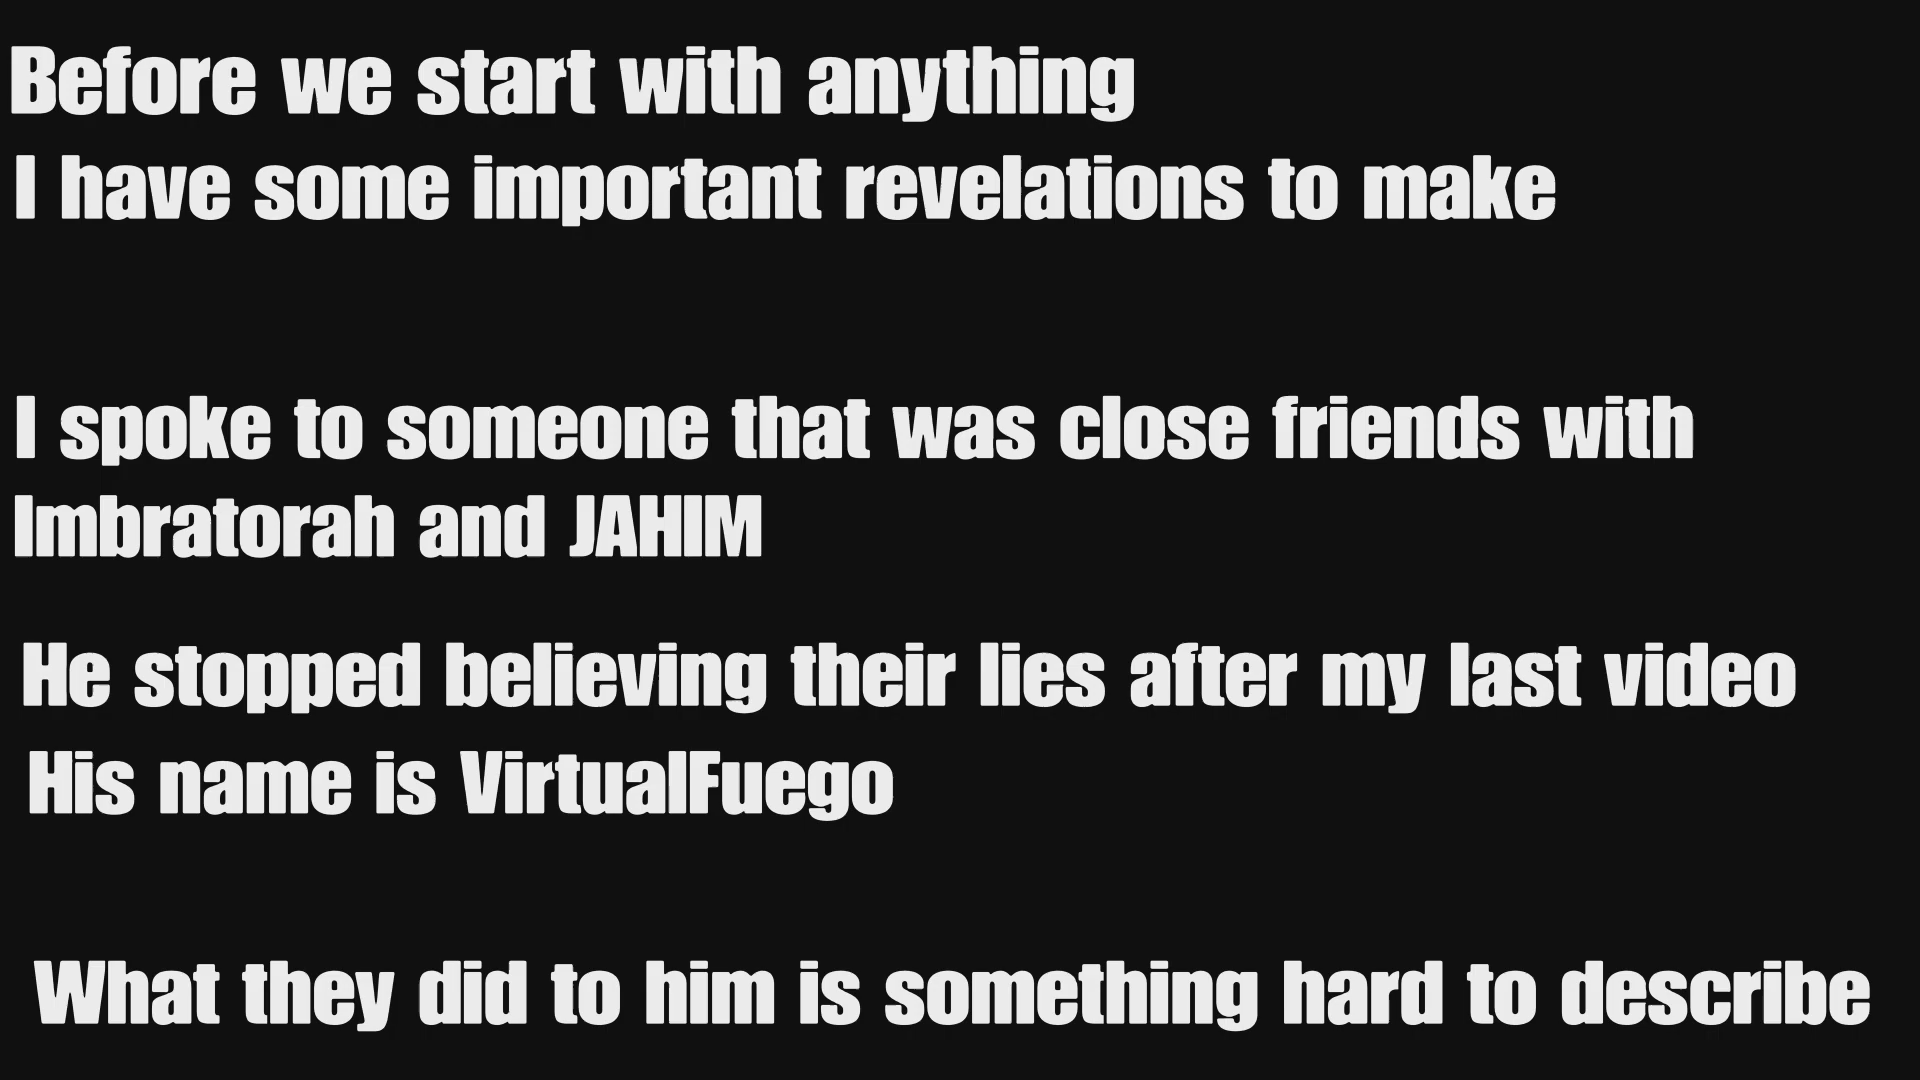 Before we start with anything
I have some important revelations to make
I spoke to someone that was close friends with
Imbratorah and JAHIM
He stopped believing their lies after my last video
His name is VirtualFuego
What they did to him is something hard to describe